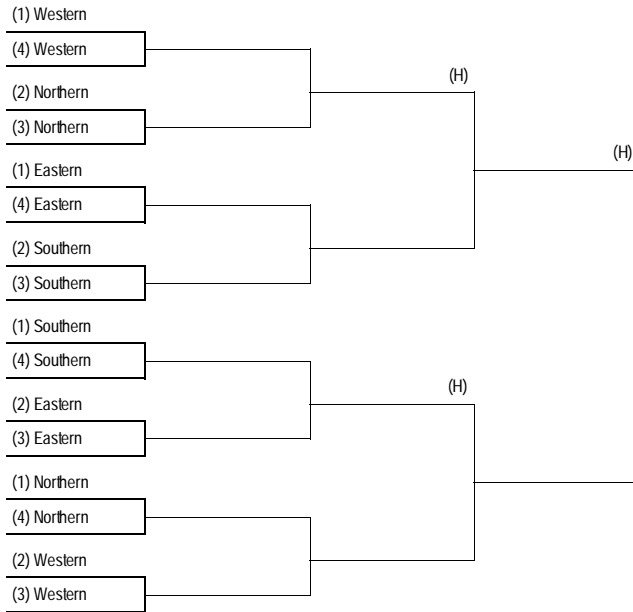 (1) Western
(4) Western
(H)
(2) Northern
(3) Northern
(H)
(1) Eastern
(4) Eastern
(2) Southern
(3) Southern
(1) Southern
(4) Southern
(H)
(2) Eastern
(3) Eastern
(1) Northern
(4) Northern
(2) Western
(3) Western